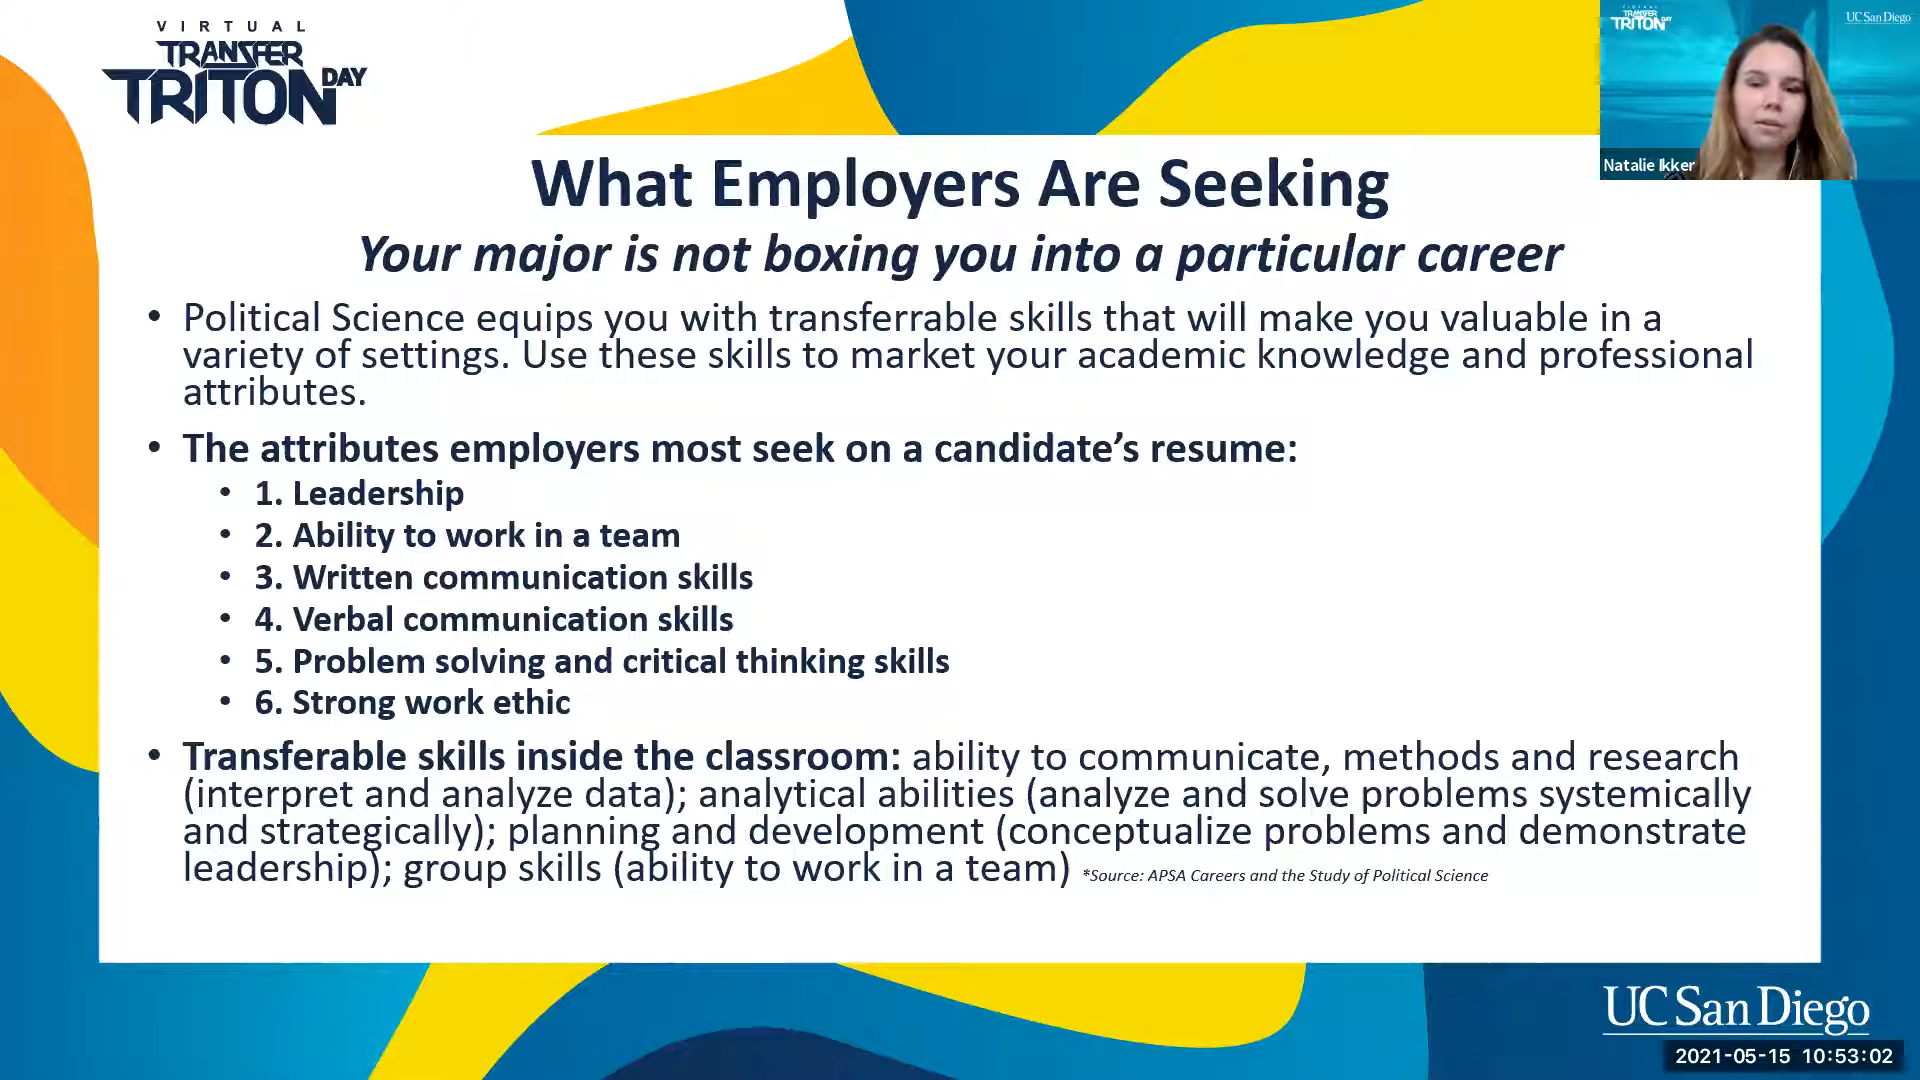 VIRTUAL
TRANSFER
TRITON DAY
TRANSFER
TRITON DAY
UC San Diego
Natalie Ikker
What Employers Are Seeking
Your major is not boxing you into a particular career
• Political Science equips you with transferrable skills that will make you valuable in a
variety of settings. Use these skills to market your academic knowledge and professional
attributes.
• The attributes employers most seek on a candidate's resume:
• 1. Leadership
• 2. Ability to work in a team
• 3. Written communication skills
• 4. Verbal communication skills
• 5. Problem solving and critical thinking skills
• 6. Strong work ethic
• Transferable skills inside the classroom: ability to communicate, methods and research
(interpret and analyze data); analytical abilities (analyze and solve problems systemically
and strategically); planning and development (conceptualize problems and demonstrate
leadership); group skills (ability to work in a team) *Source: APSA Careers and the Study of Political Science
UC San Diego
2021-05-15 10:53:02